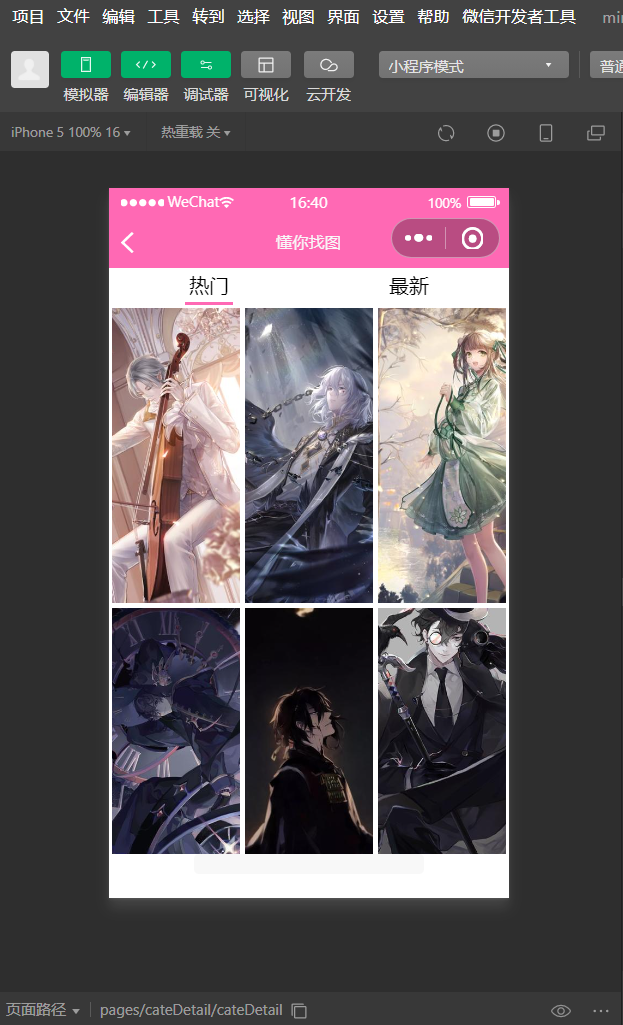 项目 文件 编辑 工具 转到 选择 视图 界面 设置 帮助 微信开发者工具
模拟器 编辑器 调试器 可视化 云开发 小程序模式 普通
iPhone 5 100% 16 热重载 关
WeChat 16:40 100%
懂你找图
热门 最新
页面路径 pages/cateDetail/cateDetail